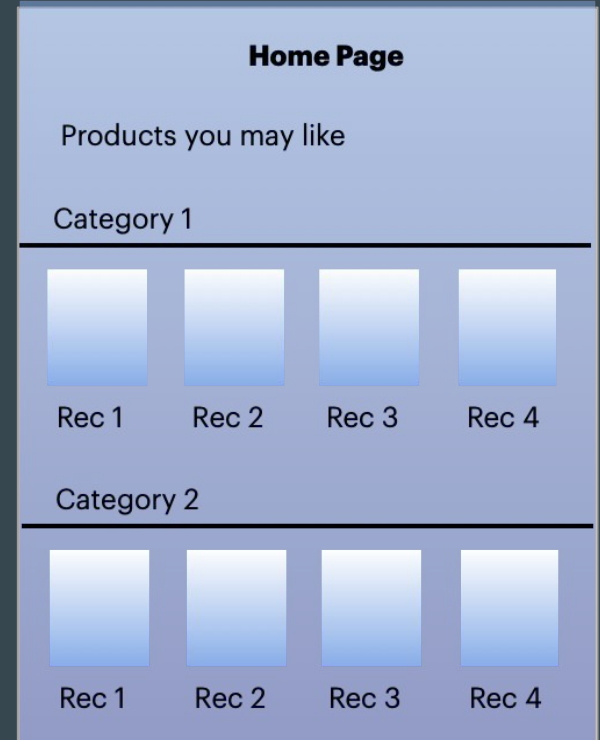 Home Page
Products you may like
Category 1
Rec 1 Rec 2 Rec 3 Rec 4
Category 2
Rec 1 Rec 2 Rec 3 Rec 4